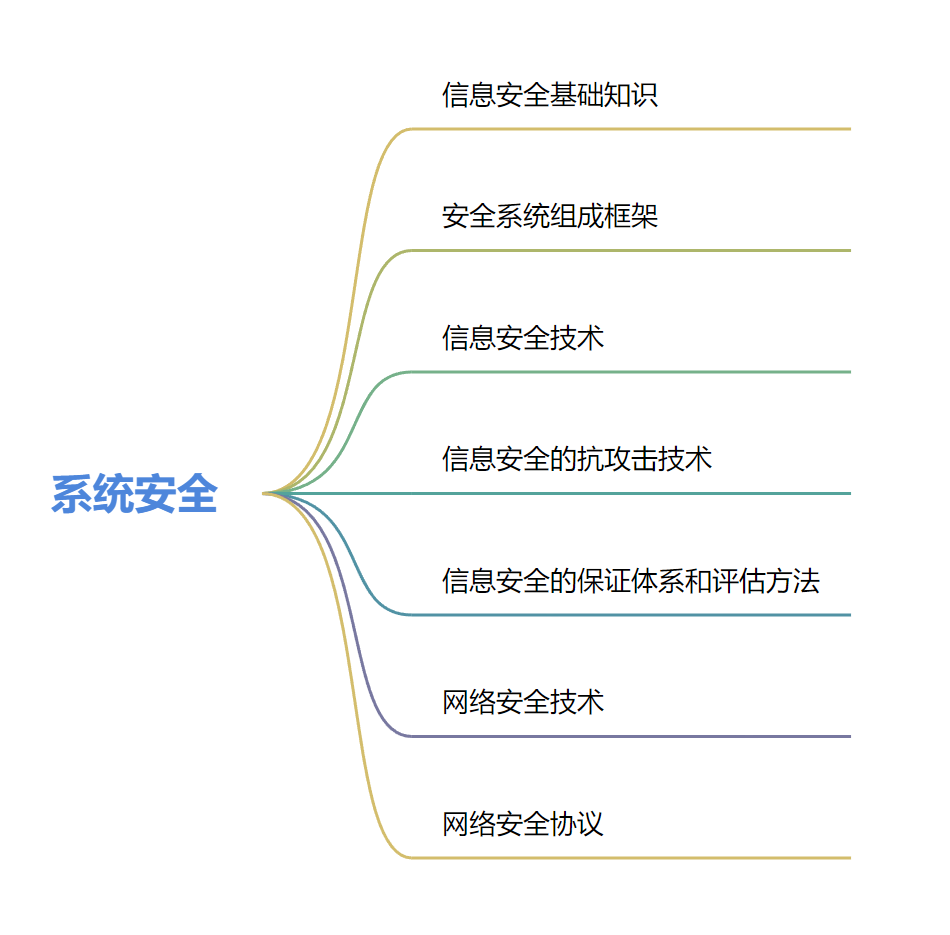 系统安全
信息安全基础知识
安全系统组成框架
信息安全技术
信息安全的抗攻击技术
信息安全的保证体系和评估方法
网络安全技术
网络安全协议